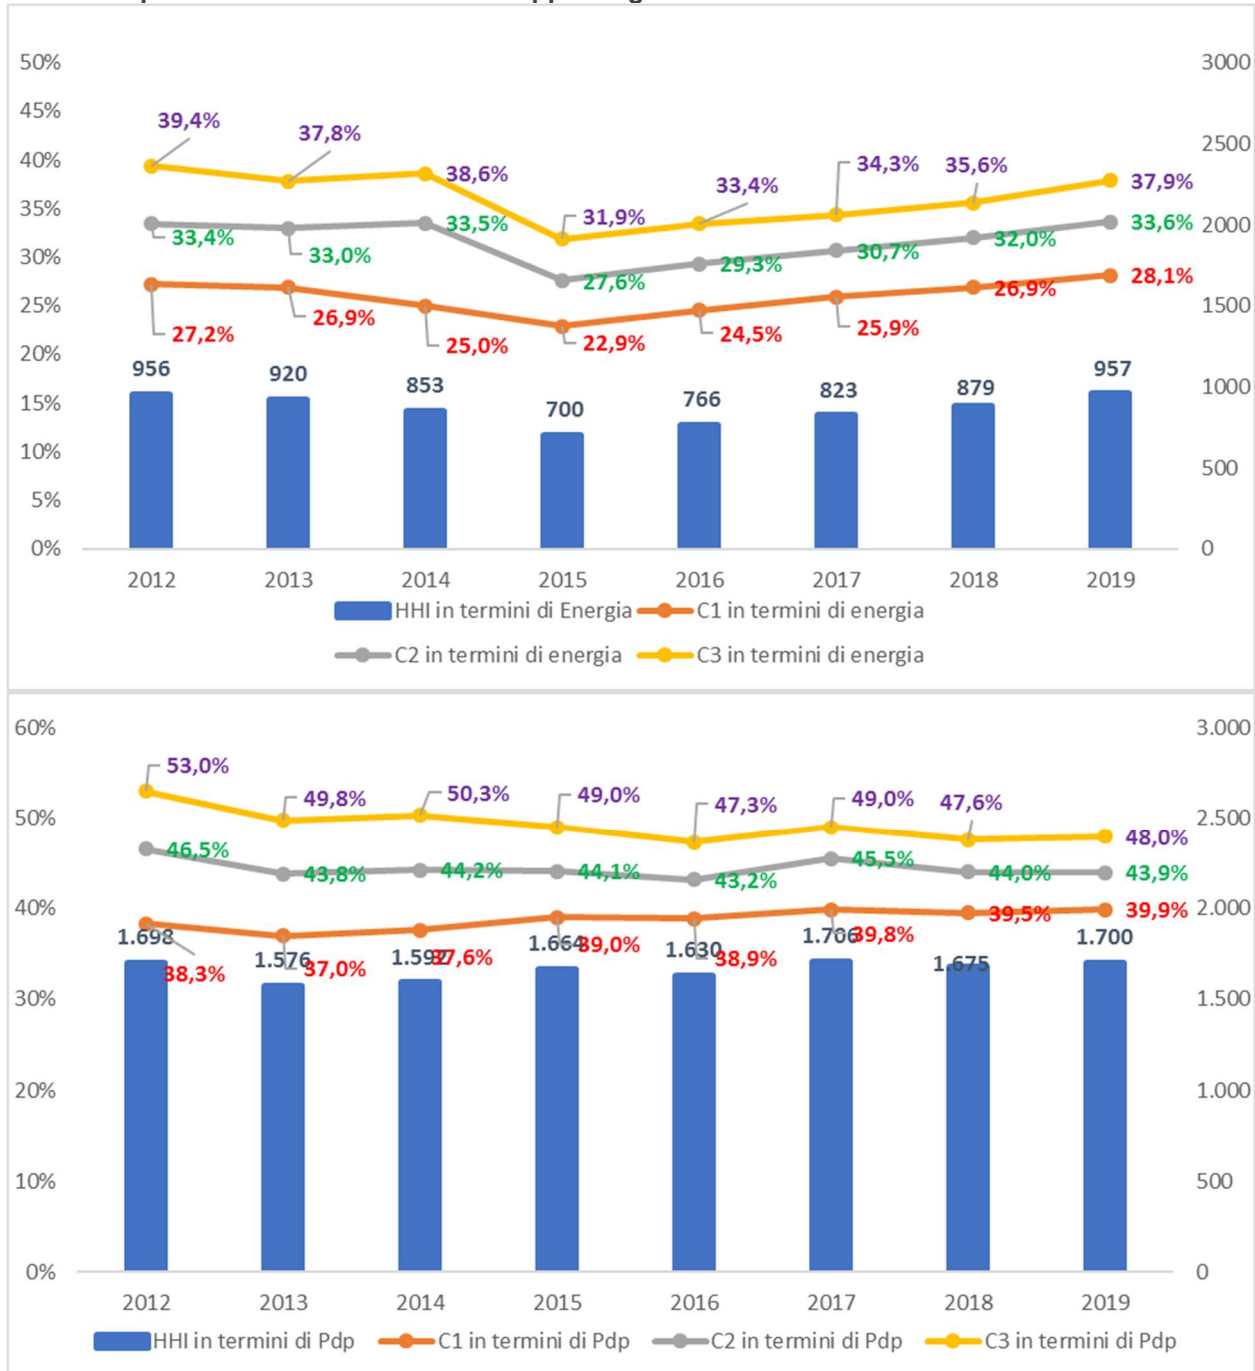 50% 3000
45%
39,4% 37,8%
40% 2500
38,6% 34,3% 35,6% 37,9%
33,4%
35% 31,9% 2000
33,4% 33,0% 33,5% 27,6% 29,3% 30,7% 32,0% 33,6%
30%
25% 1500
27,2% 26,9% 25,0% 22,9% 24,5% 25,9% 26,9% 28,1%
20%
956 920 853 700 766 823 879 957
15% 1000
10% 500
5%
0% 0
2012 2013 2014 2015 2016 2017 2018 2019
HHI in termini di Energia C1 in termini di energia
C2 in termini di energia C3 in termini di energia
60% 3.000
53,0% 49,8% 50,3% 49,0% 47,3% 49,0% 47,6% 48,0%
50% 2.500
46,5% 43,8% 44,2% 44,1% 43,2% 45,5% 44,0% 43,9%
40% 2.000
38,3% 37,0% 37,6% 39,0% 38,9% 39,8% 39,5% 39,9%
1.698 1.576 1.592 1.664 1.630 1.706 1.675 1.700
30% 1.500
20% 1.000
10% 500
0% 0
2012 2013 2014 2015 2016 2017 2018 2019
HHI in termini di Pdp C1 in termini di Pdp C2 in termini di Pdp C3 in termini di Pdp